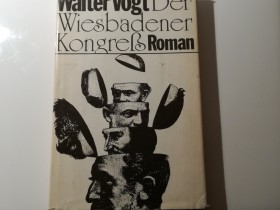 Walter Vogt Der
Wiesbadener
Kongreß Roman